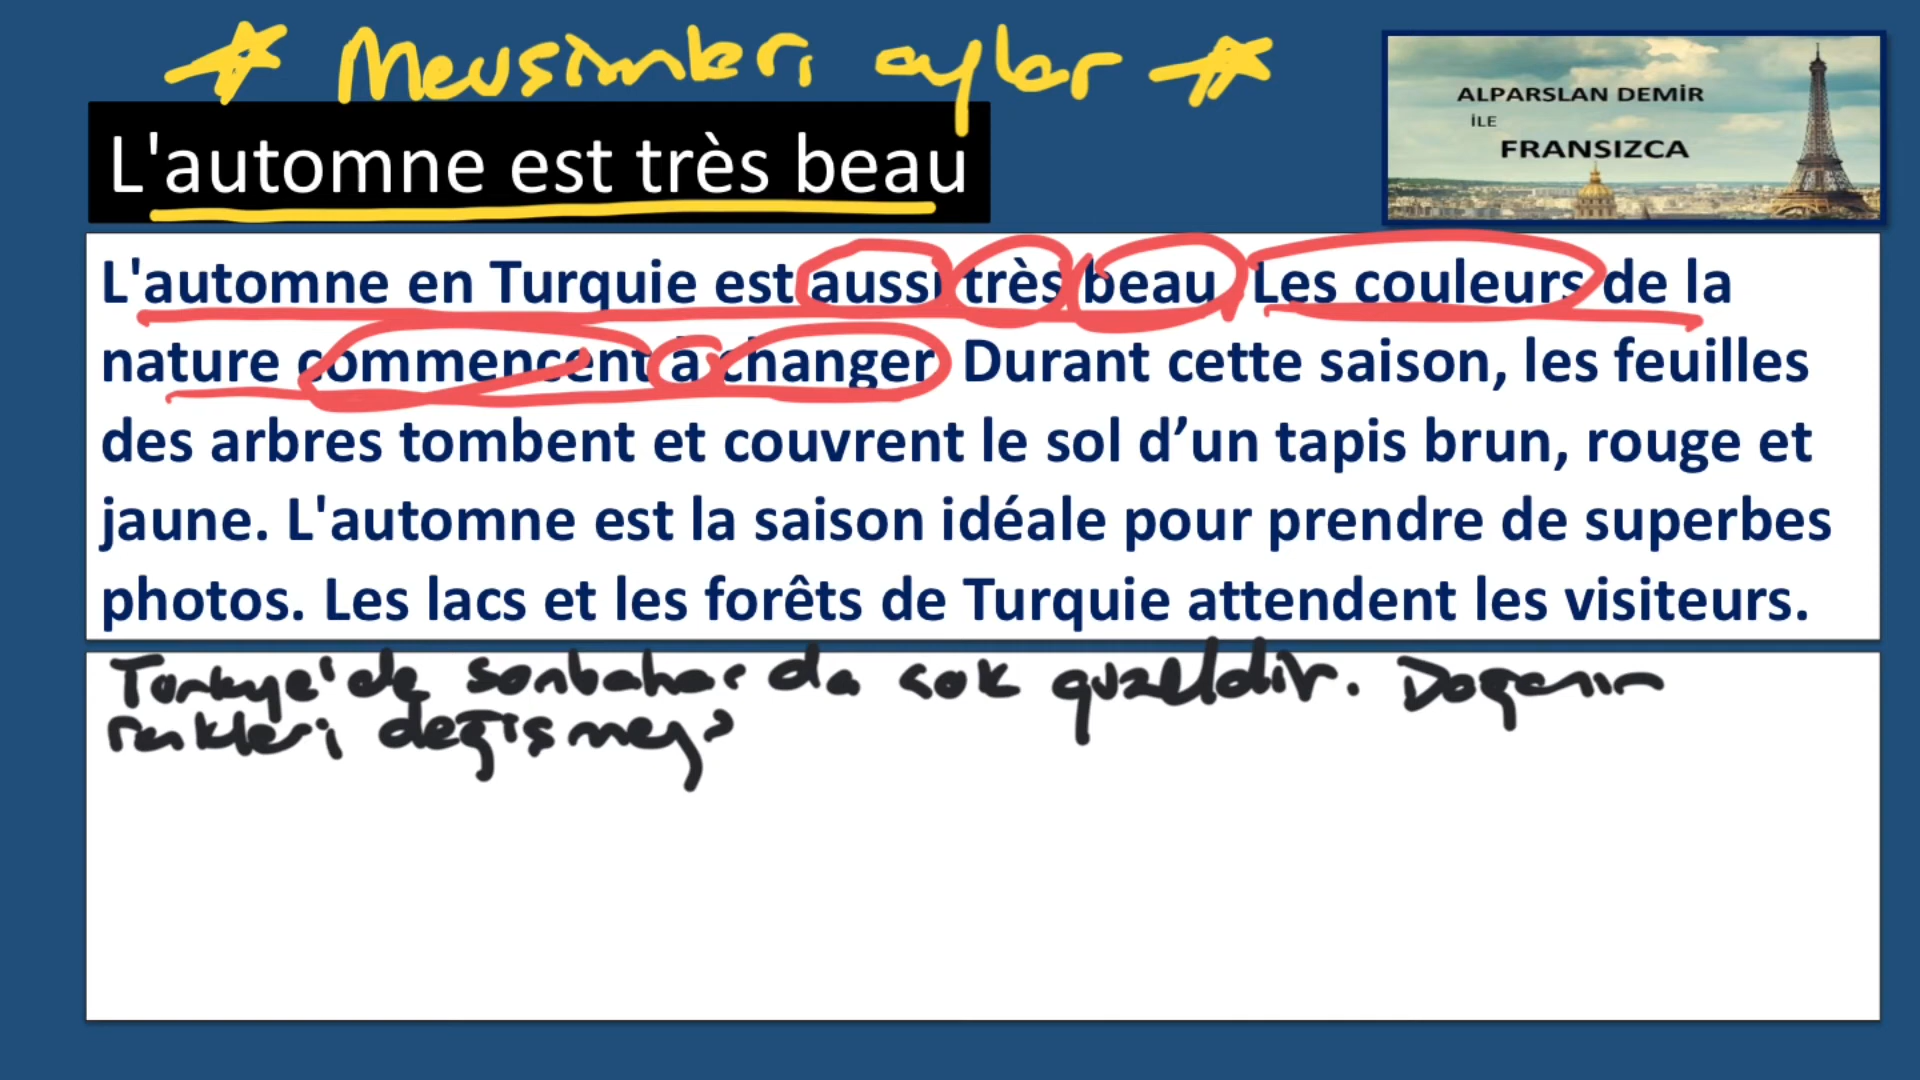 Mevsimler, aylar
ALPARSLAN DEMİR
İLE
FRANSIZCA
L'automne est très beau
L'automne en Turquie est aussi très beau. Les couleurs de la
nature commencent à changer. Durant cette saison, les feuilles
des arbres tombent et couvrent le sol d’un tapis brun, rouge et
jaune. L'automne est la saison idéale pour prendre de superbes
photos. Les lacs et les forêts de Turquie attendent les visiteurs.
Türkiye'de sonbahar da çok güzeldir. Doğanın
renkleri değişmeye